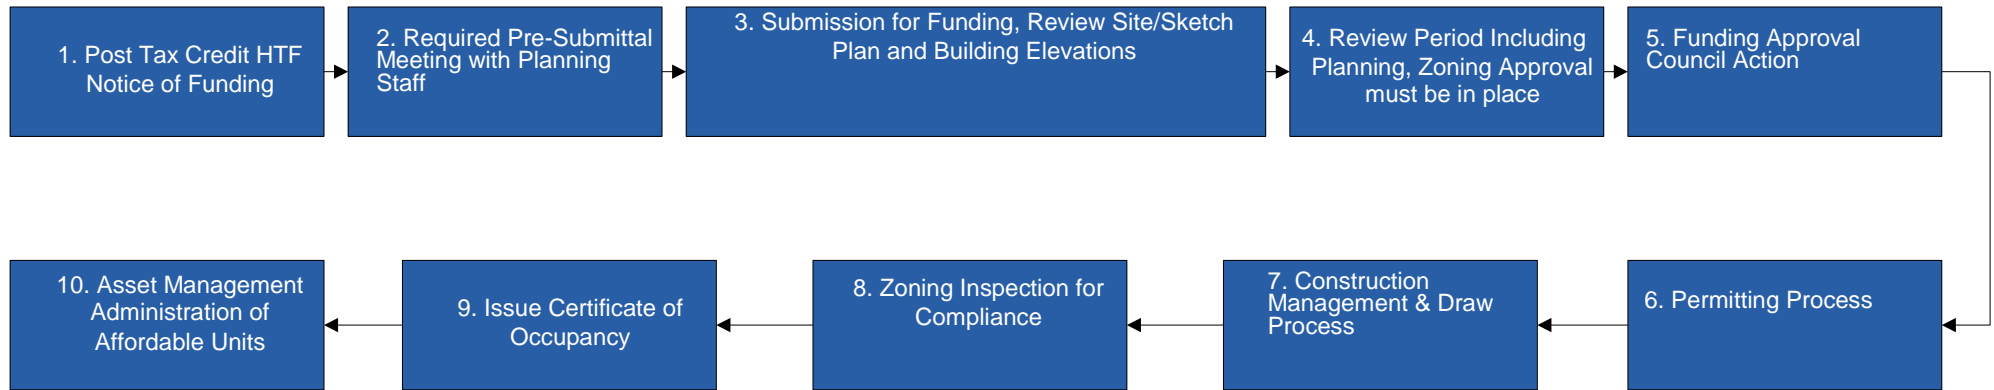 1. Post Tax Credit HTF
Notice of Funding
2. Required Pre-Submittal
Meeting with Planning
Staff
3. Submission for Funding, Review Site/Sketch
Plan and Building Elevations
4. Review Period Including
Planning, Zoning Approval
must be in place
5. Funding Approval
Council Action
6. Permitting Process
7. Construction
Management & Draw
Process
8. Zoning Inspection for
Compliance
9. Issue Certificate of
Occupancy
10. Asset Management
Administration of
Affordable Units